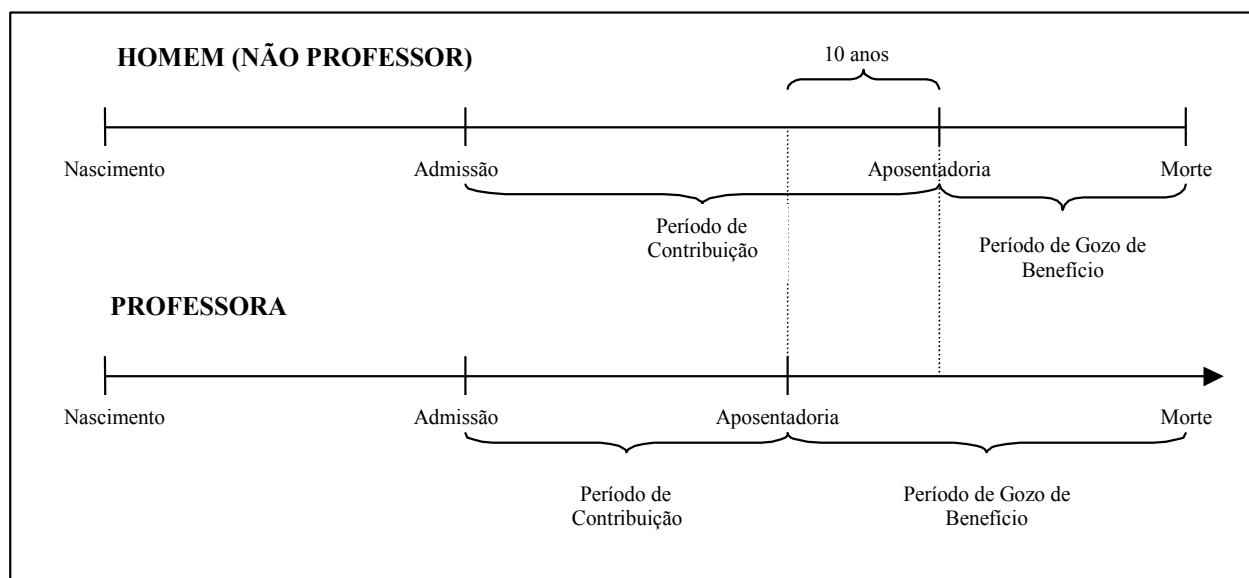 HOMEM (NÃO PROFESSOR)
10 anos
Nascimento
Admissão
Aposentadoria
Morte
Período de
Contribuição
Período de Gozo de
Benefício
PROFESSORA
Nascimento
Admissão
Aposentadoria
Morte
Período de
Contribuição
Período de Gozo de
Benefício